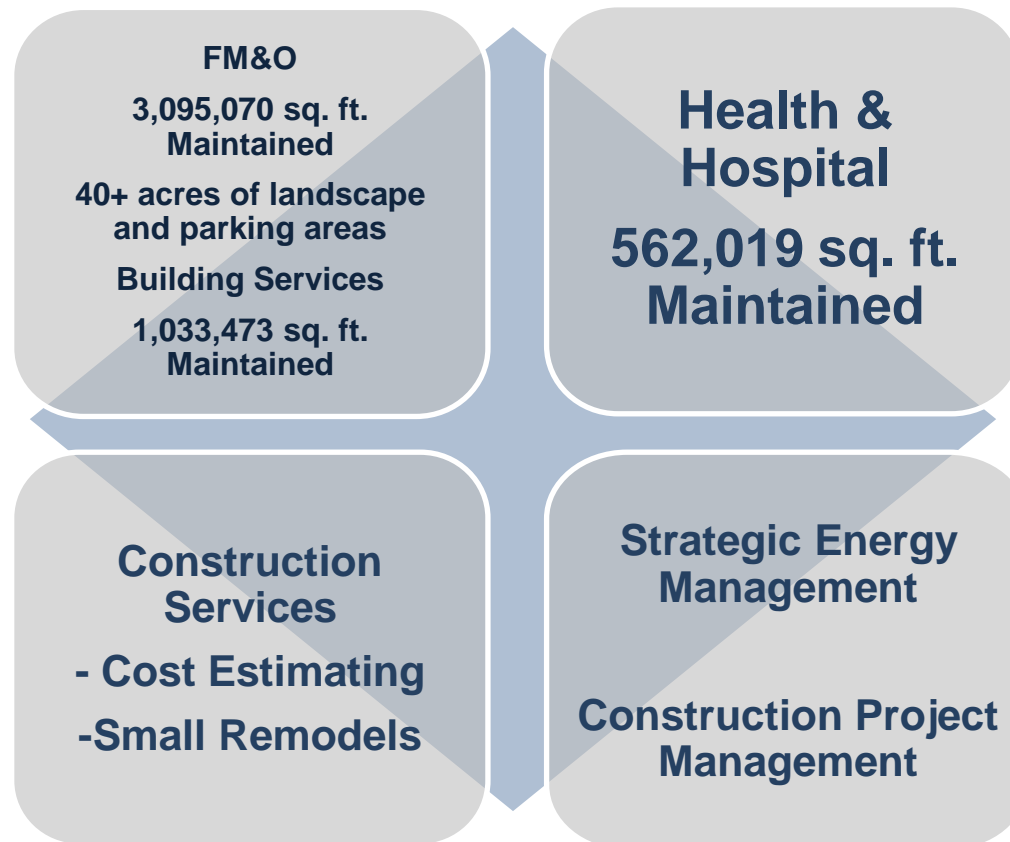 FM&O
3,095,070 sq. ft.
Maintained
40+ acres of landscape
and parking areas
Building Services
1,033,473 sq. ft.
Maintained
Health &
Hospital
562,019 sq. ft.
Maintained
Construction
Services
- Cost Estimating
-Small Remodels
Strategic Energy
Management
Construction Project
Management